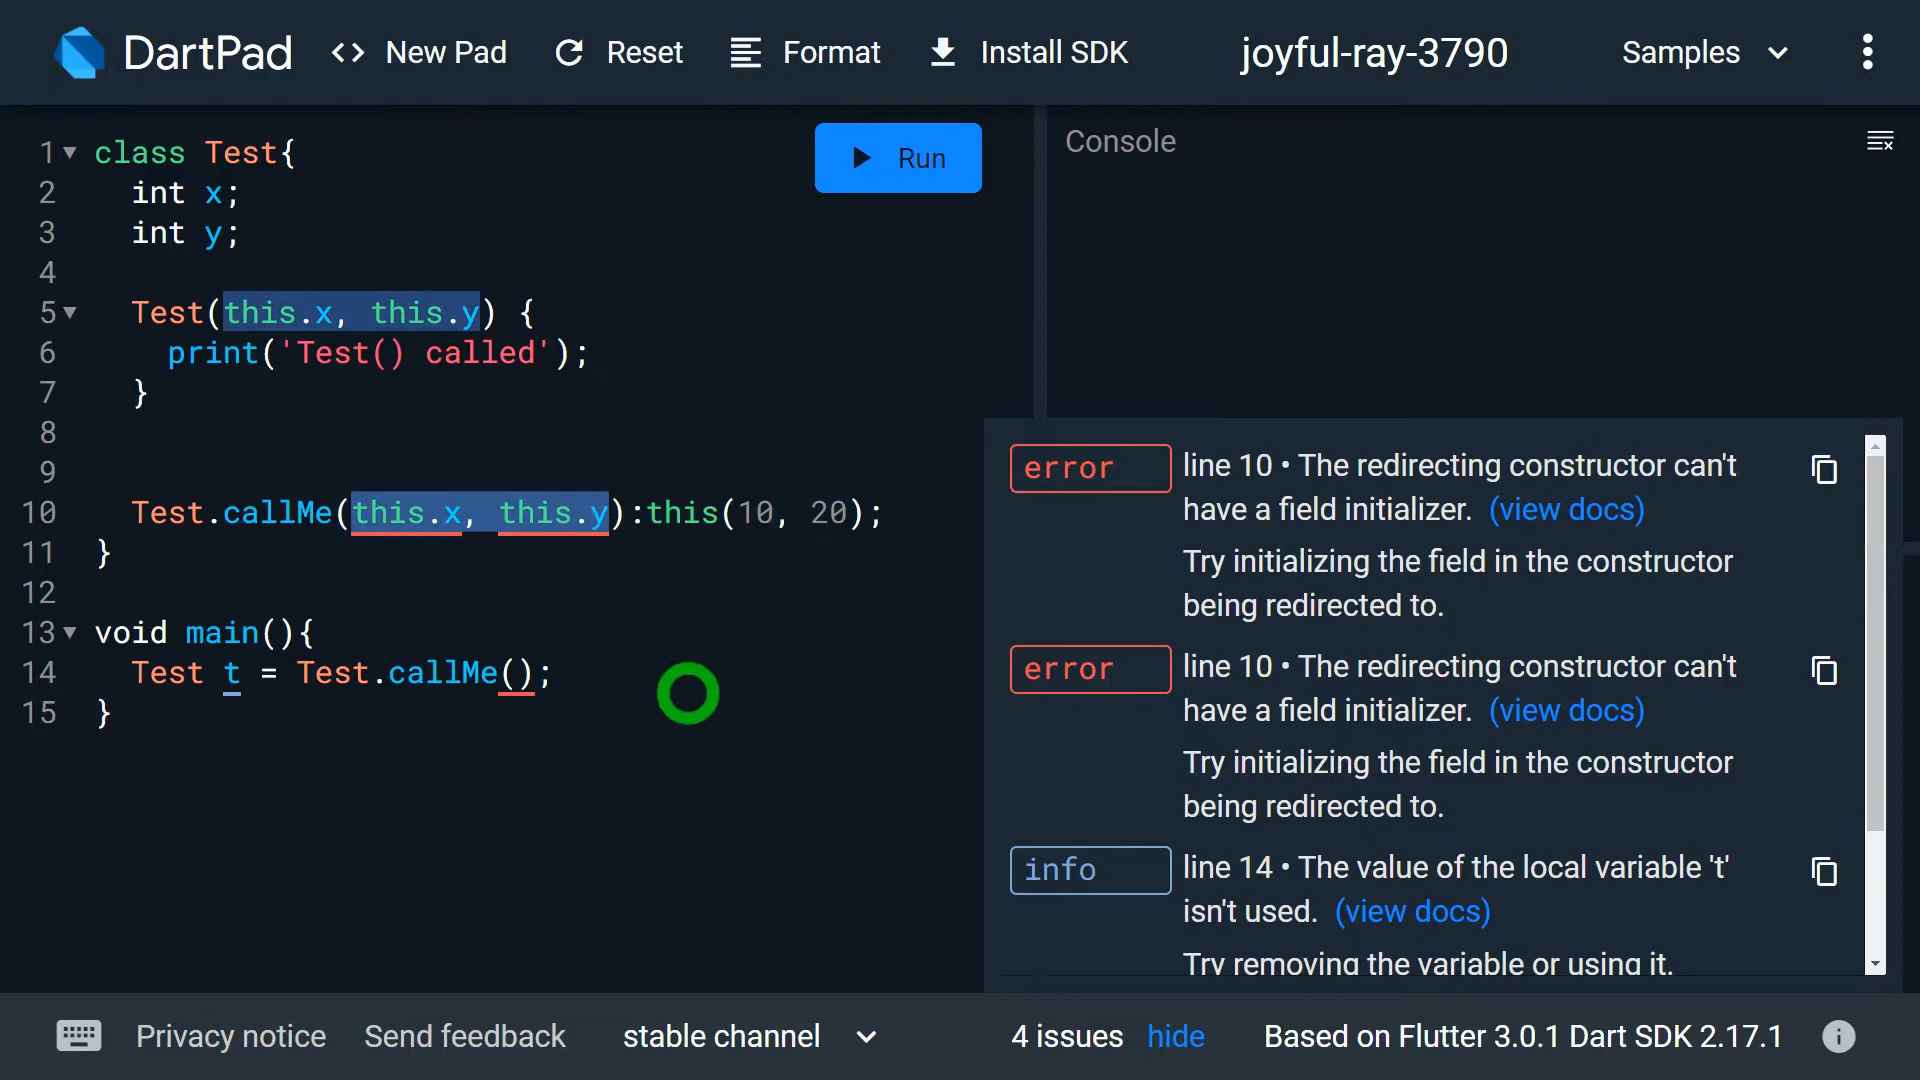 DartPad <> New Pad Reset Format Install SDK joyful-ray-3790 Samples
1 class Test{
2 int x;
3 int y;
4
5 Test(this.x, this.y) {
6 print('Test() called');
7 }
8
9
10 Test.callMe(this.x, this.y):this(10, 20);
11 }
12
13 void main(){
14 Test t = Test.callMe();
15 }
Run
Console
error line 10 • The redirecting constructor can't
have a field initializer. (view docs)
Try initializing the field in the constructor
being redirected to.
error line 10 • The redirecting constructor can't
have a field initializer. (view docs)
Try initializing the field in the constructor
being redirected to.
info line 14 • The value of the local variable 't'
isn't used. (view docs)
Try removing the variable or using it.
Privacy notice Send feedback stable channel 4 issues hide Based on Flutter 3.0.1 Dart SDK 2.17.1